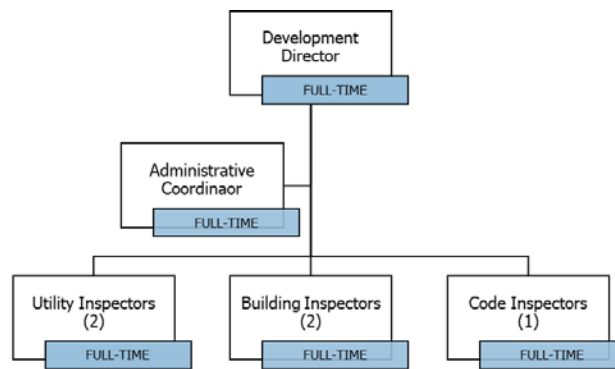 Development
Director
FULL-TIME
Administrative
Coordinaor
FULL-TIME
Utility Inspectors
(2)
FULL-TIME
Building Inspectors
(2)
FULL-TIME
Code Inspectors
(1)
FULL-TIME